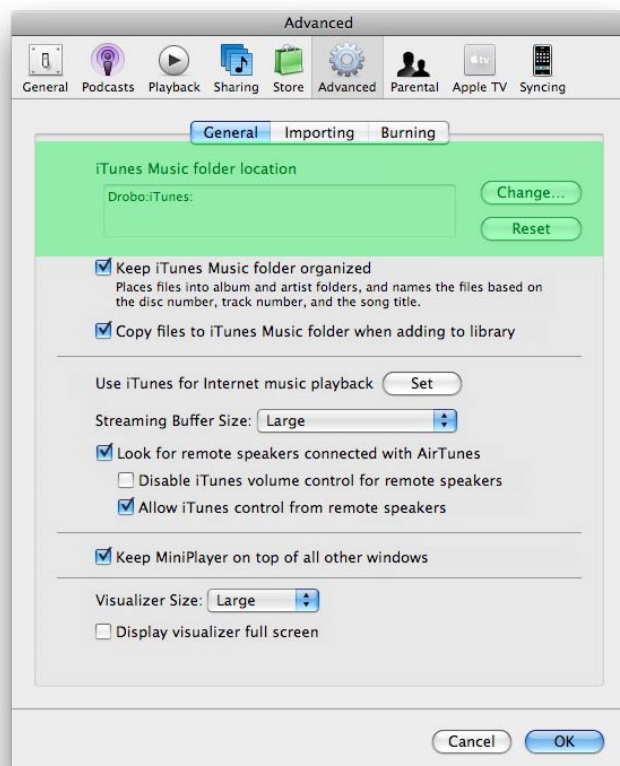 Advanced
General Podcasts Playback Sharing Store Advanced Parental Apple TV Syncing
General Importing Burning
iTunes Music folder location
Drobo:iTunes:
Change...
Reset
Keep iTunes Music folder organized
Places files into album and artist folders, and names the files based on
the disc number, track number, and the song title.
Copy files to iTunes Music folder when adding to library
Use iTunes for Internet music playback Set
Streaming Buffer Size: Large
Look for remote speakers connected with AirTunes
Disable iTunes volume control for remote speakers
Allow iTunes control from remote speakers
Keep MiniPlayer on top of all other windows
Visualizer Size: Large
Display visualizer full screen
Cancel OK